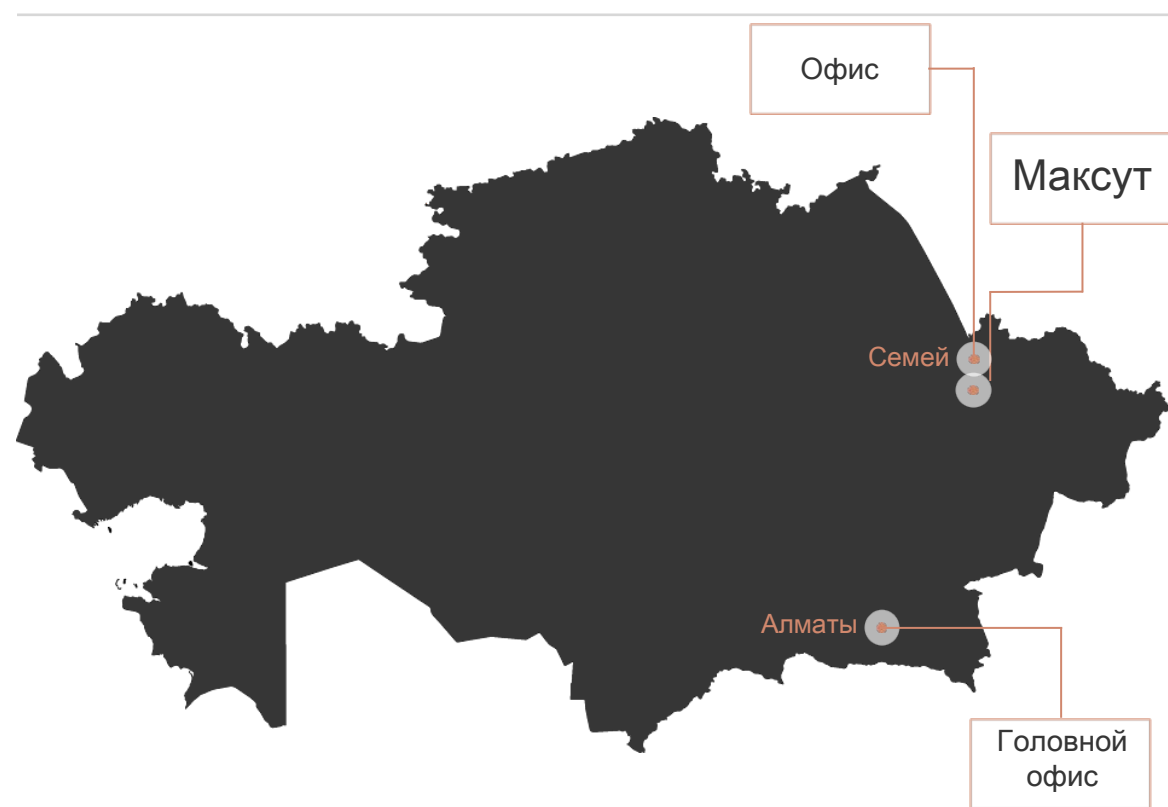 Офис
Максут
Семей
Алматы
Головной
офис